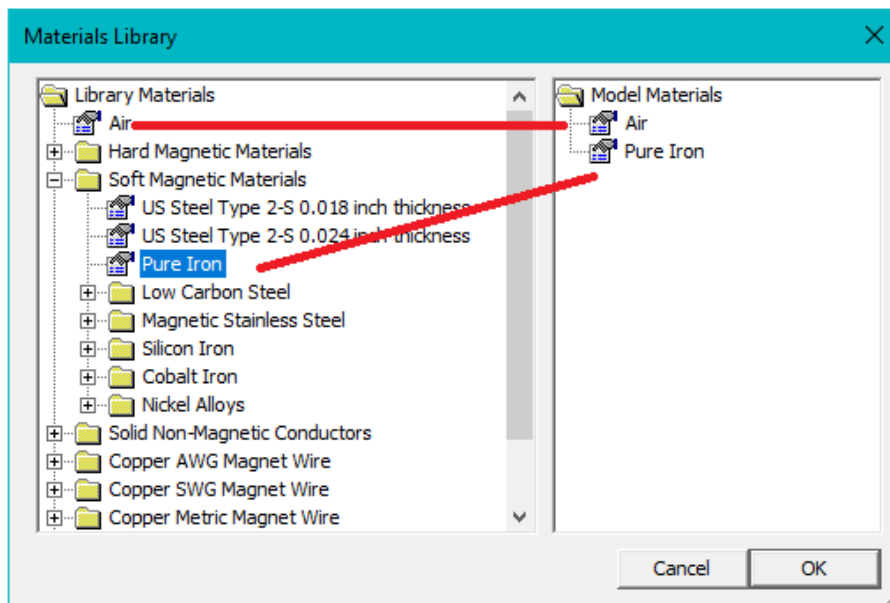 Materials Library
Library Materials
Air
Hard Magnetic Materials
Soft Magnetic Materials
US Steel Type 2-S 0.018 inch thickness
US Steel Type 2-S 0.024 inch thickness
Pure Iron
Low Carbon Steel
Magnetic Stainless Steel
Silicon Iron
Cobalt Iron
Nickel Alloys
Solid Non-Magnetic Conductors
Copper AWG Magnet Wire
Copper SWG Magnet Wire
Copper Metric Magnet Wire
Model Materials
Air
Pure Iron
Cancel
OK